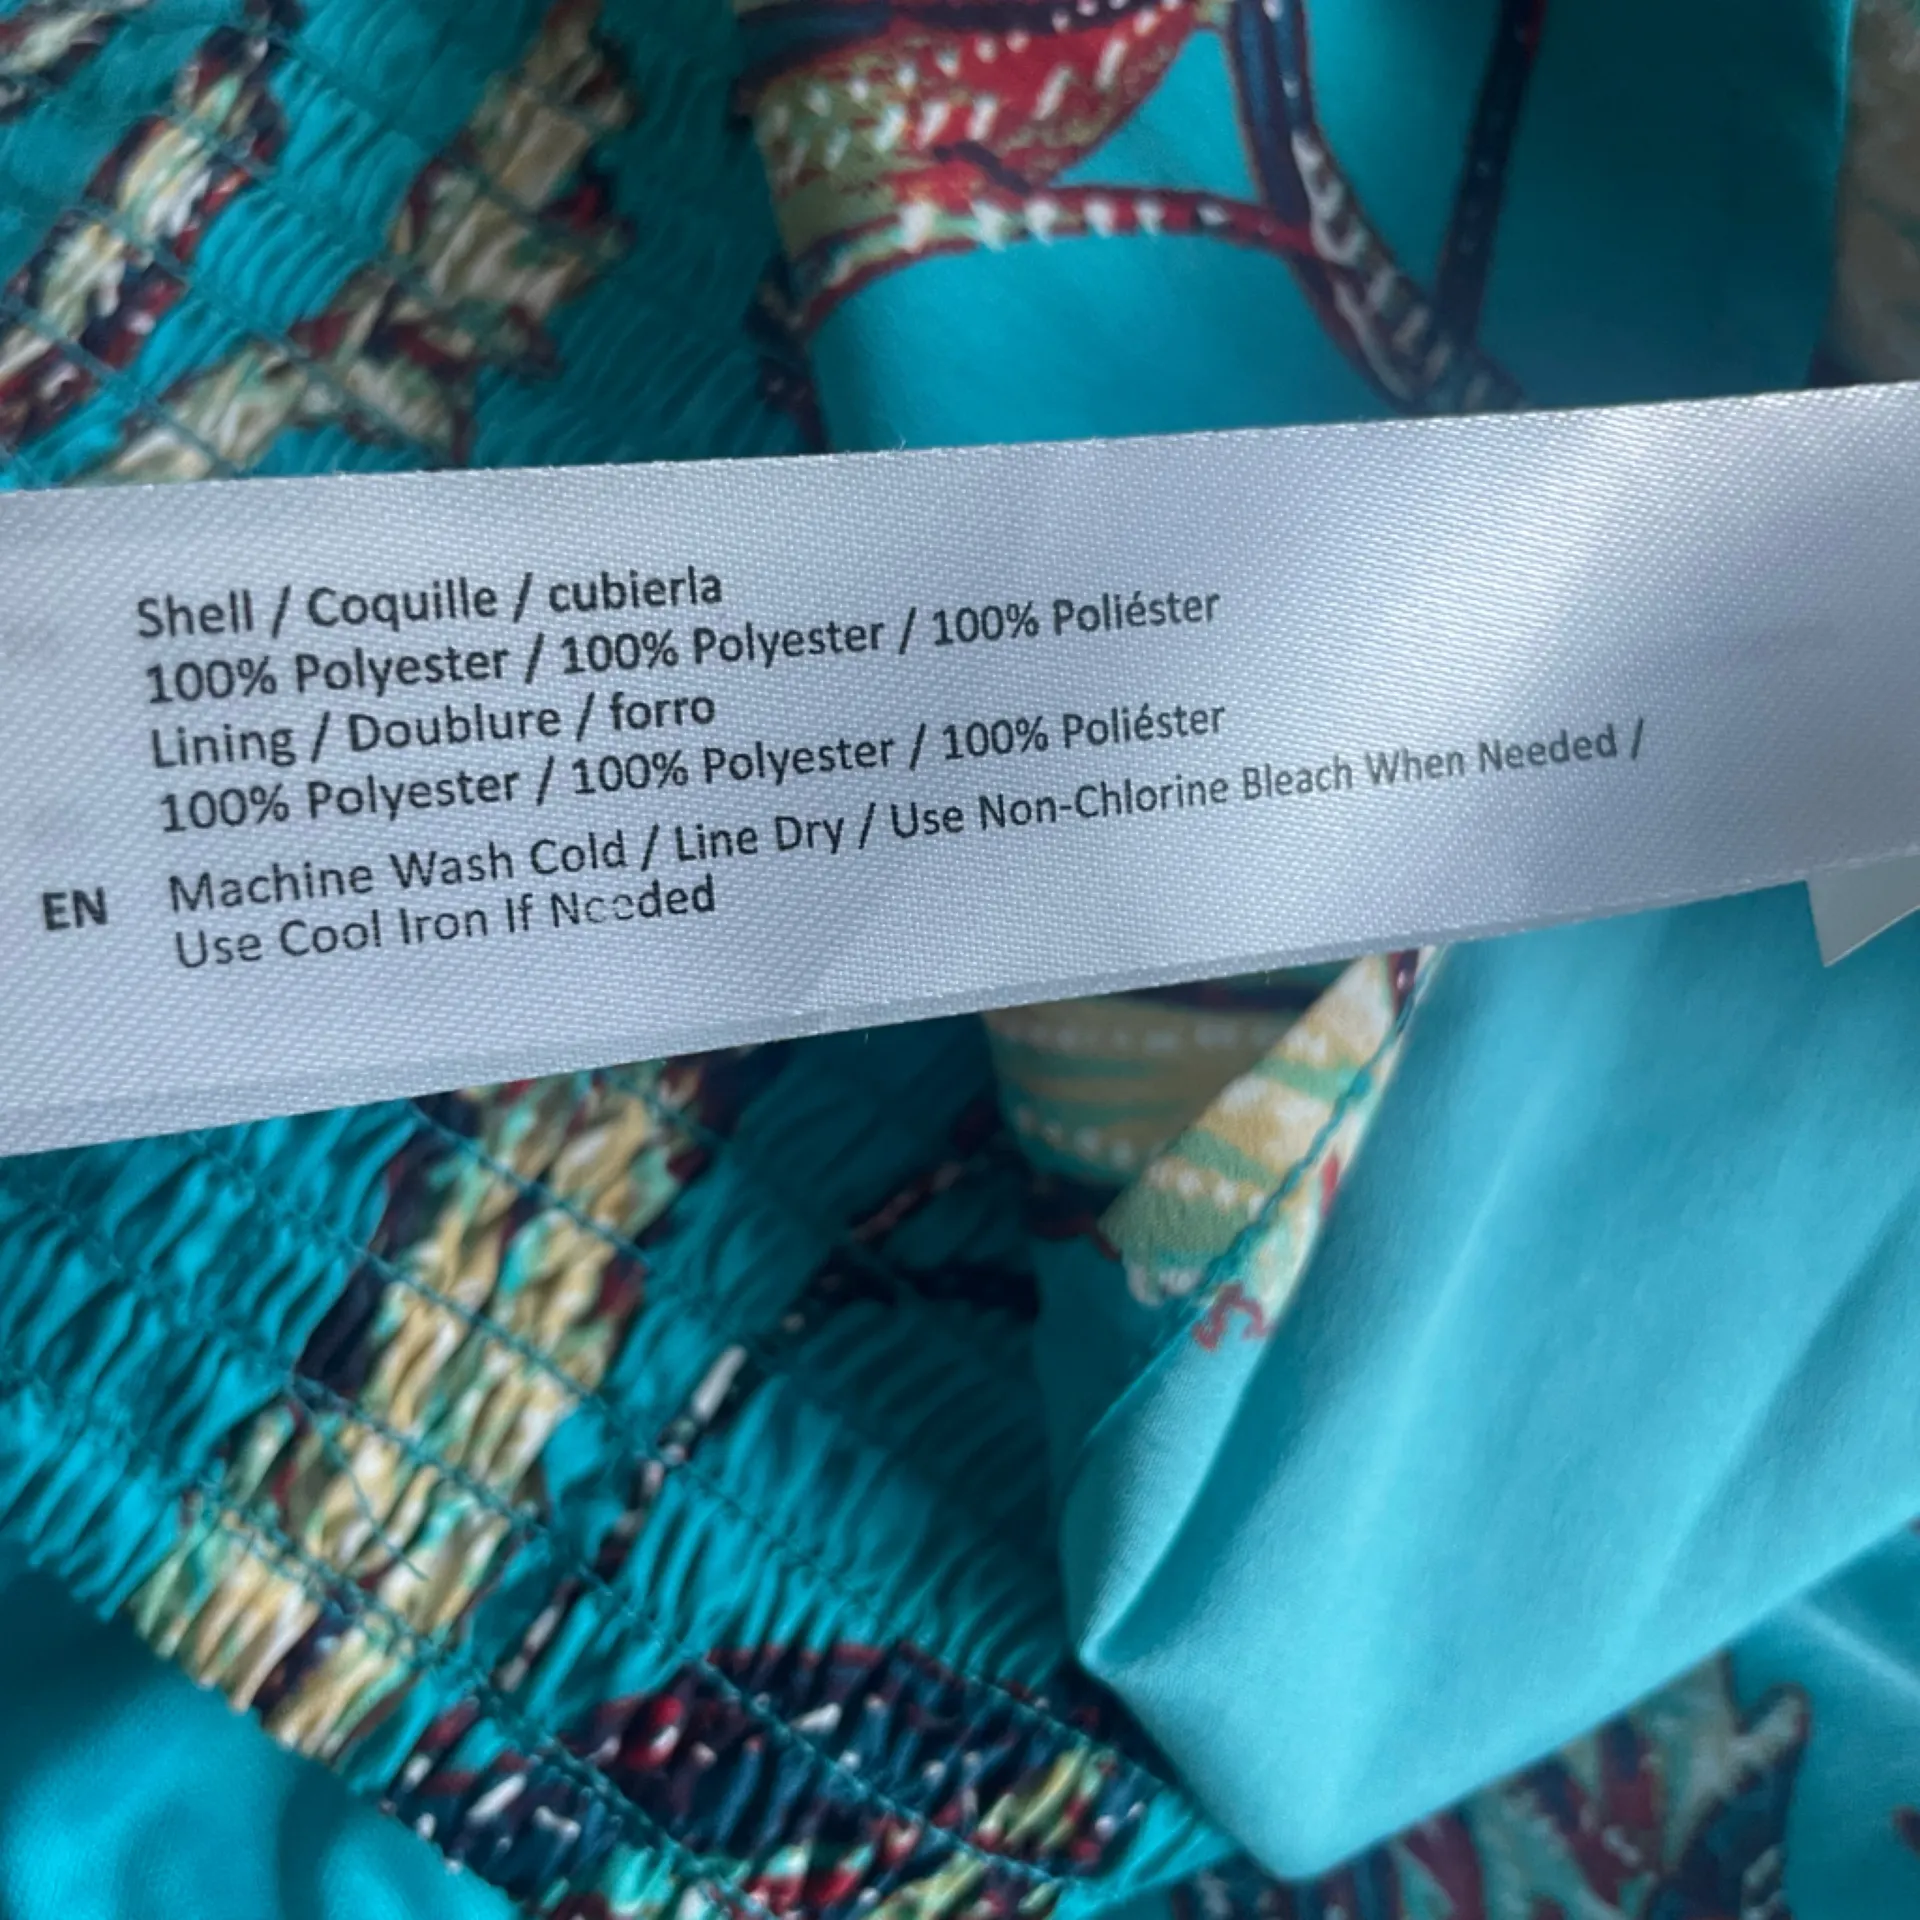 Shell / Coquille / cubierla
100% Polyester / 100% Polyester / 100% Poliéster
Lining / Doublure / forro
100% Polyester / 100% Polyester / 100% Poliéster
EN Machine Wash Cold / Line Dry / Use Non-Chlorine Bleach When Needed /
Use Cool Iron If Needed